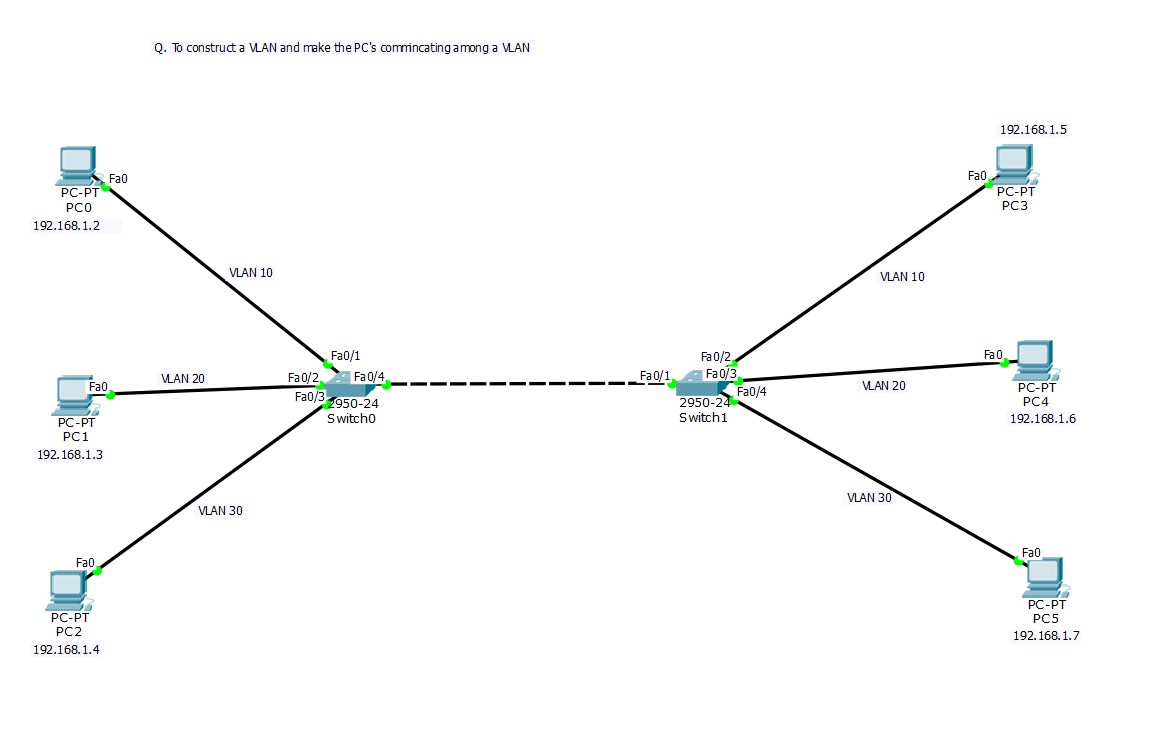 Q. To construct a VLAN and make the PC's commincating among a VLAN
192.168.1.5
Fa0
PC-PT
PC0
192.168.1.2
Fa0
PC-PT
PC3
VLAN 10
VLAN 10
Fa0/1
Fa0/2
Fa0/4
Fa0/3
2950-24
Switch0
Fa0/1
Fa0/2
Fa0/3
Fa0/4
2950-24
Switch1
Fa0
VLAN 20
PC-PT
PC1
192.168.1.3
Fa0
VLAN 20
PC-PT
PC4
192.168.1.6
VLAN 30
VLAN 30
Fa0
PC-PT
PC2
192.168.1.4
Fa0
PC-PT
PC5
192.168.1.7